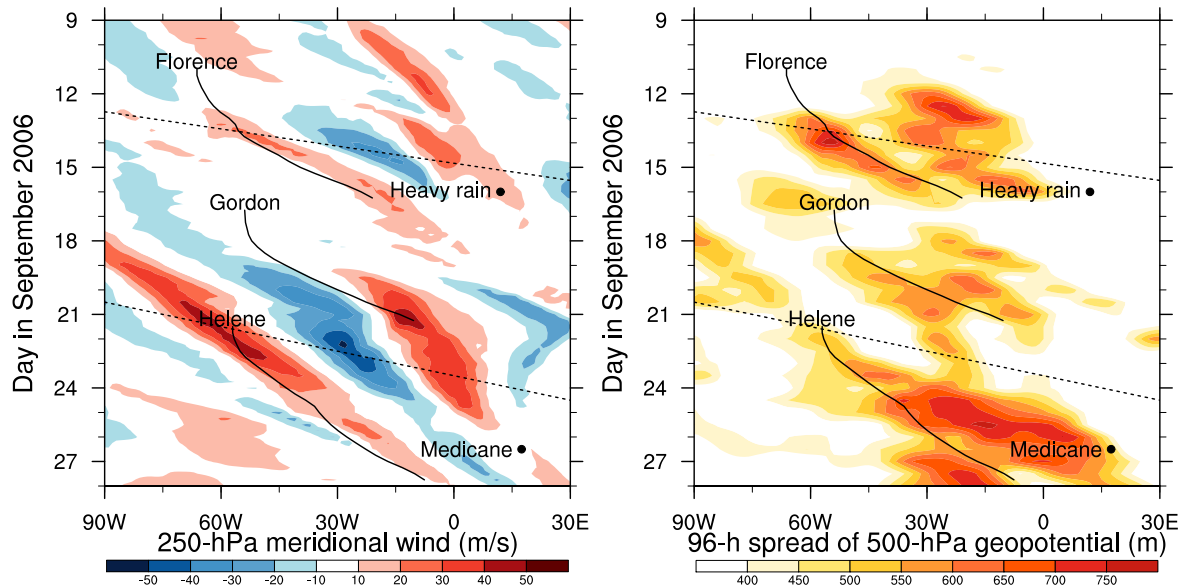 Day in September 2006
9
12
15
18
21
24
27
Florence
Heavy rain
Gordon
Helene
Medicane
90W
60W
30W
0
30E
250-hPa meridional wind (m/s)
-50
-40
-30
-20
-10
10
20
30
40
50
Day in September 2006
9
12
15
18
21
24
27
Florence
Heavy rain
Gordon
Helene
Medicane
90W
60W
30W
0
30E
96-h spread of 500-hPa geopotential (m)
400
450
500
550
600
650
700
750